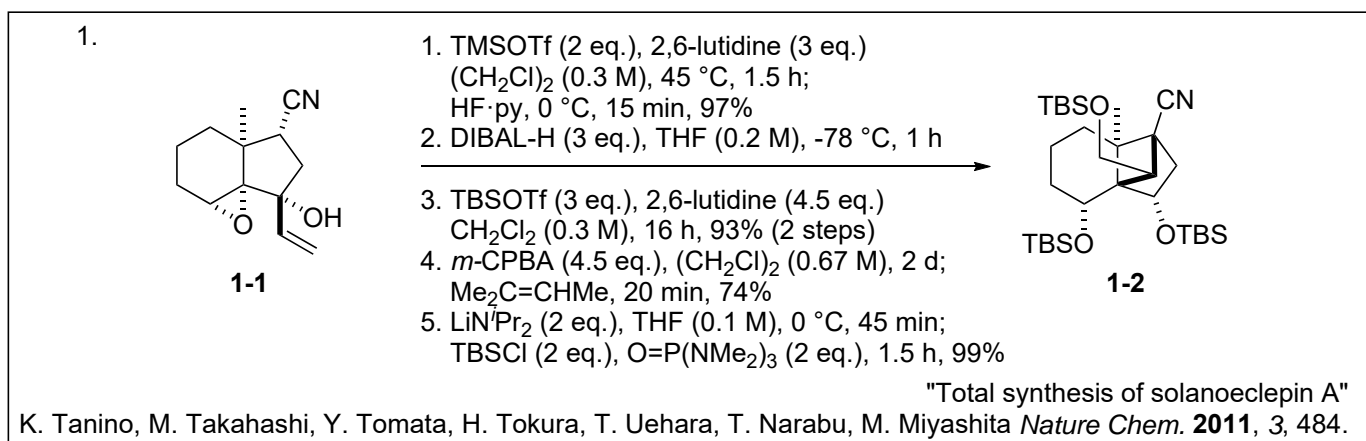 1.
1. TMSOTf (2 eq.), 2,6-lutidine (3 eq.)
(CH₂Cl)₂ (0.3 M), 45 °C, 1.5 h;
HF·py, 0 °C, 15 min, 97%
2. DIBAL-H (3 eq.), THF (0.2 M), -78 °C, 1 h
3. TBSOTf (3 eq.), 2,6-lutidine (4.5 eq.)
CH₂Cl₂ (0.3 M), 16 h, 93% (2 steps)
4. m-CPBA (4.5 eq.), (CH₂Cl)₂ (0.67 M), 2 d;
Me₂C=CHMe, 20 min, 74%
5. LiNⁱPr₂ (2 eq.), THF (0.1 M), 0 °C, 45 min;
TBSCl (2 eq.), O=P(NMe₂)₃ (2 eq.), 1.5 h, 99%
CN
OH
O
1-1
TBSO
CN
TBSO
OTBS
1-2
"Total synthesis of solanoeclepin A"
K. Tanino, M. Takahashi, Y. Tomata, H. Tokura, T. Uehara, T. Narabu, M. Miyashita Nature Chem. 2011, 3, 484.